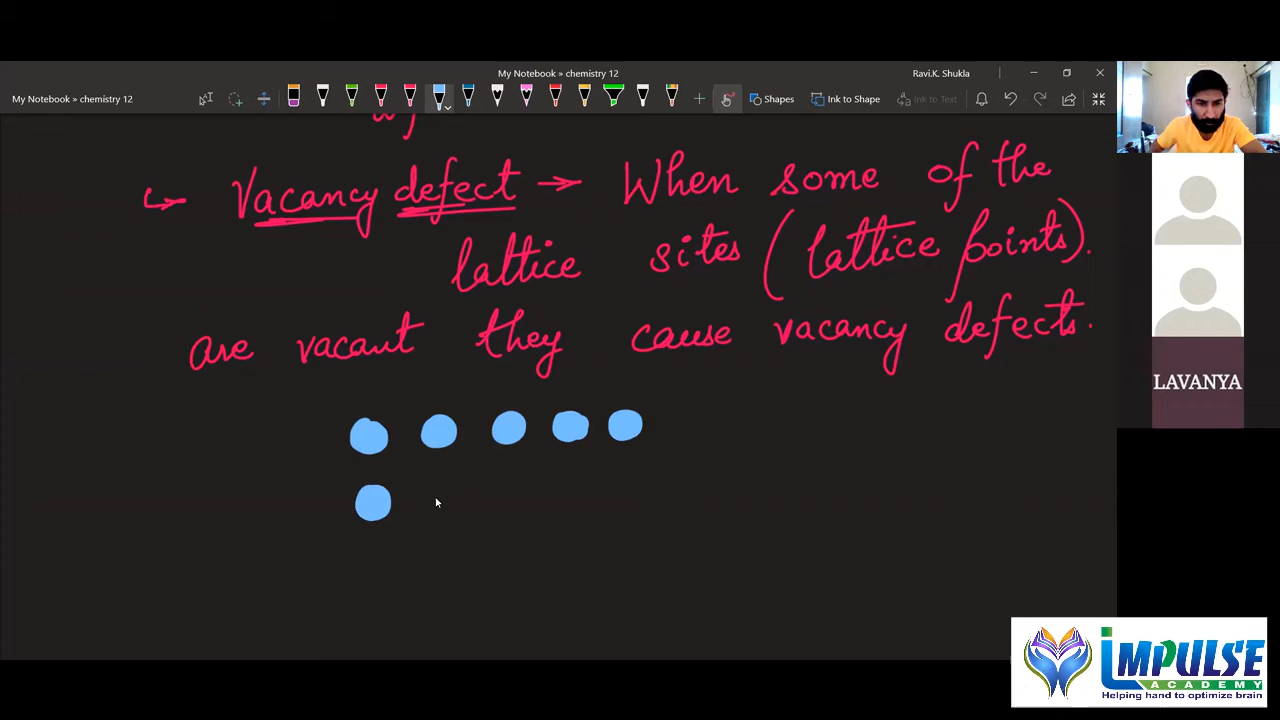 My Notebook » chemistry 12
Ravi.K. Shukla
My Notebook » chemistry 12
Shapes
Ink to Shape
Ink to Text
↳ Vacancy defect → When some of the
lattice sites (lattice points).
are vacant they cause vacancy defects.
LAVANYA
iMPULSE
ACADEMY
Helping hand to optimize brain